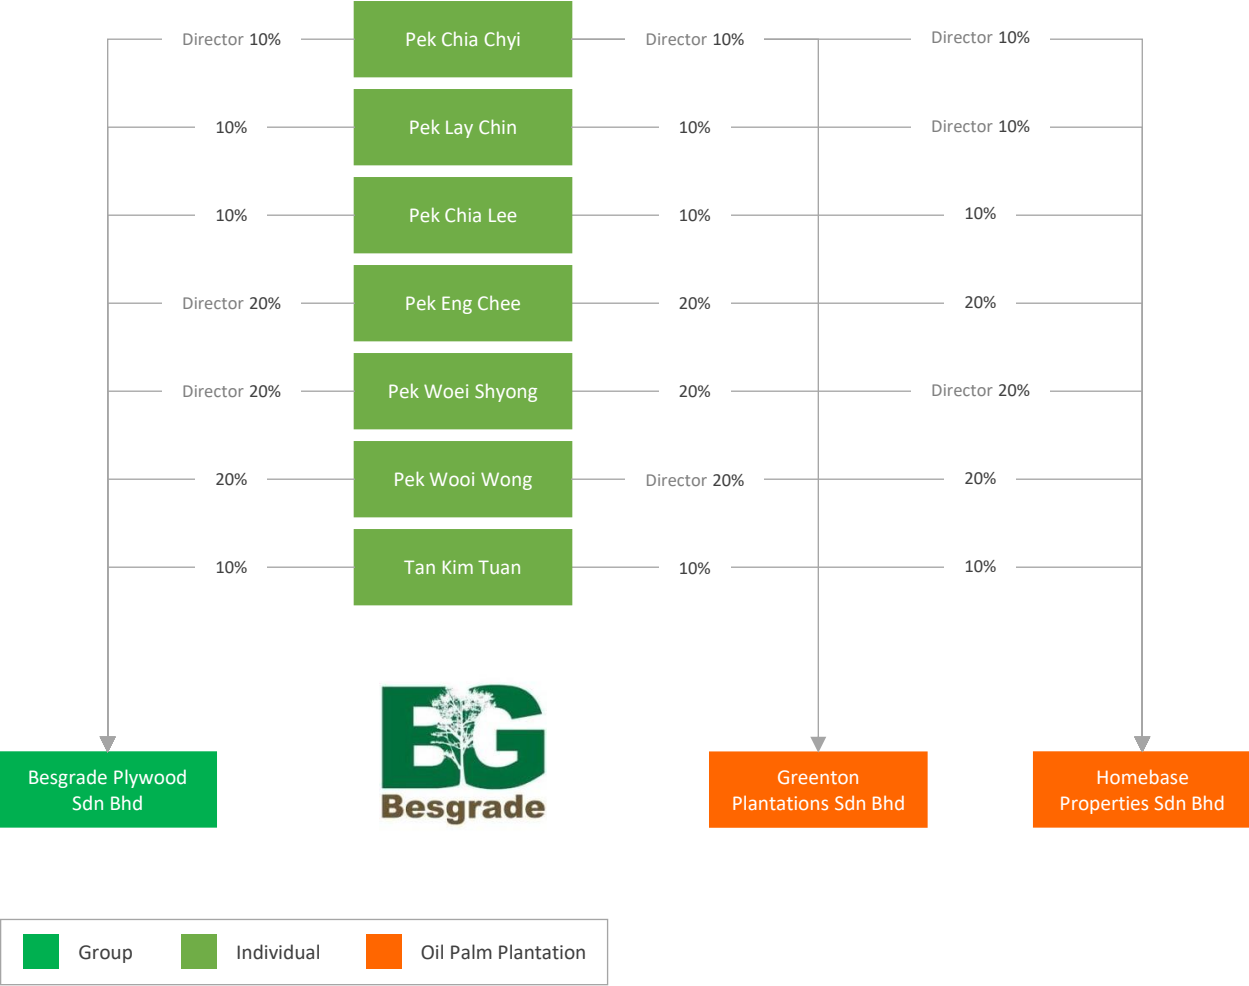 Director 10% Pek Chia Chyi Director 10% Director 10%
10% Pek Lay Chin 10% Director 10%
10% Pek Chia Lee 10% 10%
Director 20% Pek Eng Chee 20% 20%
Director 20% Pek Woei Shyong 20% Director 20%
20% Pek Wooi Wong Director 20% 20%
10% Tan Kim Tuan 10% 10%
BG
Besgrade
Besgrade Plywood
Sdn Bhd
Greenton
Plantations Sdn Bhd
Homebase
Properties Sdn Bhd
Group Individual Oil Palm Plantation